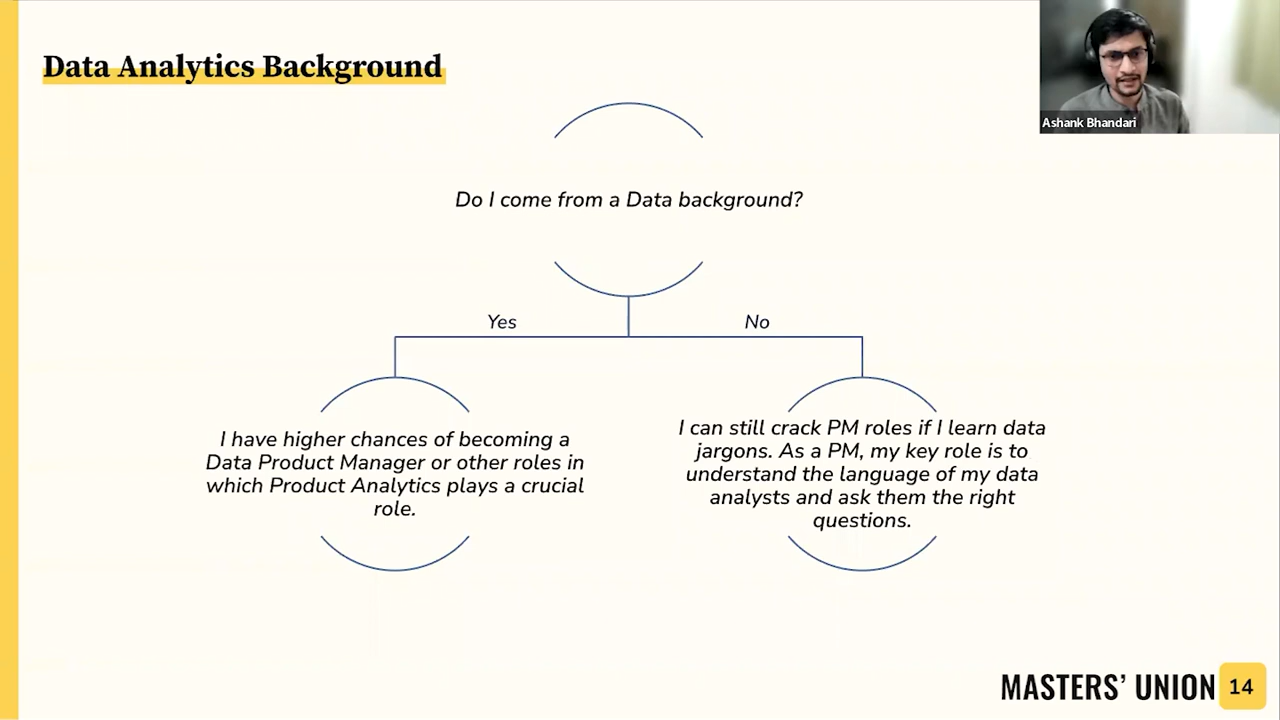 Data Analytics Background
Ashank Bhandari
Do I come from a Data background?
Yes
No
I have higher chances of becoming a
Data Product Manager or other roles in
which Product Analytics plays a crucial
role.
I can still crack PM roles if I learn data
jargons. As a PM, my key role is to
understand the language of my data
analysts and ask them the right
questions.
MASTERS' UNION 14